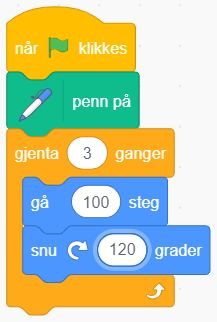 når klikkes
penn på
gjenta 3 ganger
gå 100 steg
snu 120 grader